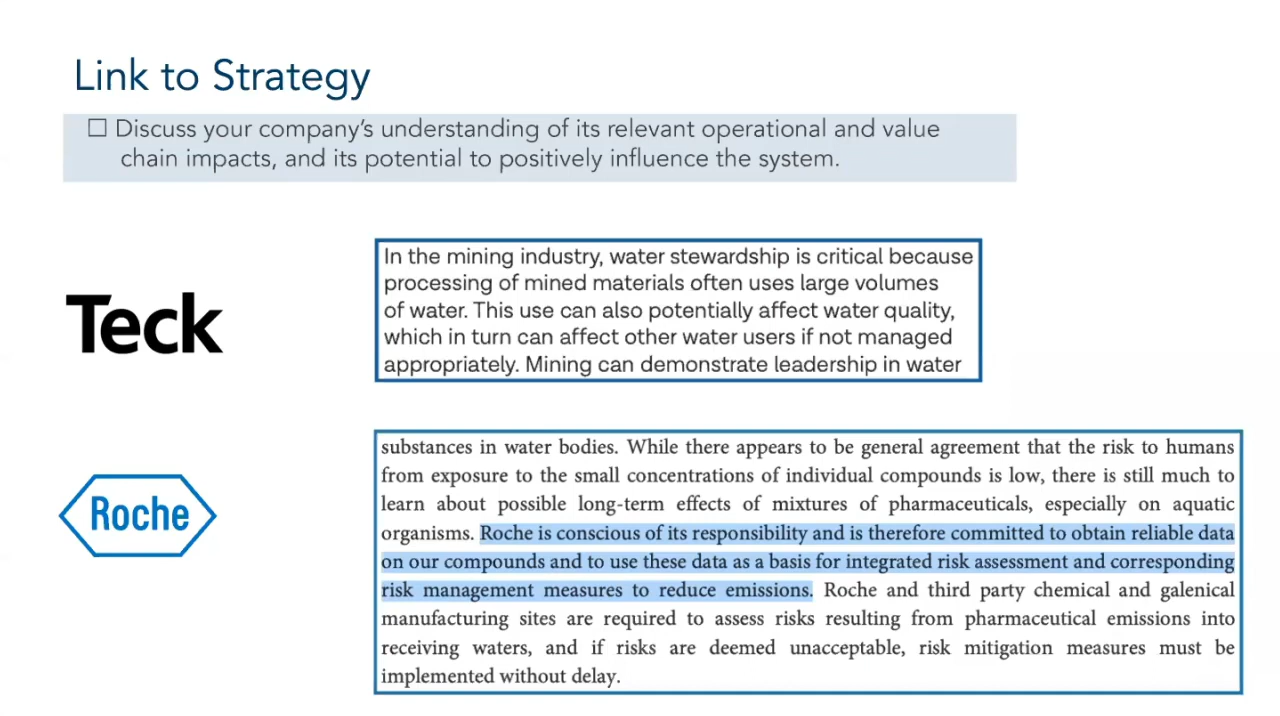 Link to Strategy
☐ Discuss your company’s understanding of its relevant operational and value
chain impacts, and its potential to positively influence the system.
Teck
In the mining industry, water stewardship is critical because
processing of mined materials often uses large volumes
of water. This use can also potentially affect water quality,
which in turn can affect other water users if not managed
appropriately. Mining can demonstrate leadership in water
Roche
substances in water bodies. While there appears to be general agreement that the risk to humans
from exposure to the small concentrations of individual compounds is low, there is still much to
learn about possible long-term effects of mixtures of pharmaceuticals, especially on aquatic
organisms. Roche is conscious of its responsibility and is therefore committed to obtain reliable data
on our compounds and to use these data as a basis for integrated risk assessment and corresponding
risk management measures to reduce emissions. Roche and third party chemical and galenical
manufacturing sites are required to assess risks resulting from pharmaceutical emissions into
receiving waters, and if risks are deemed unacceptable, risk mitigation measures must be
implemented without delay.